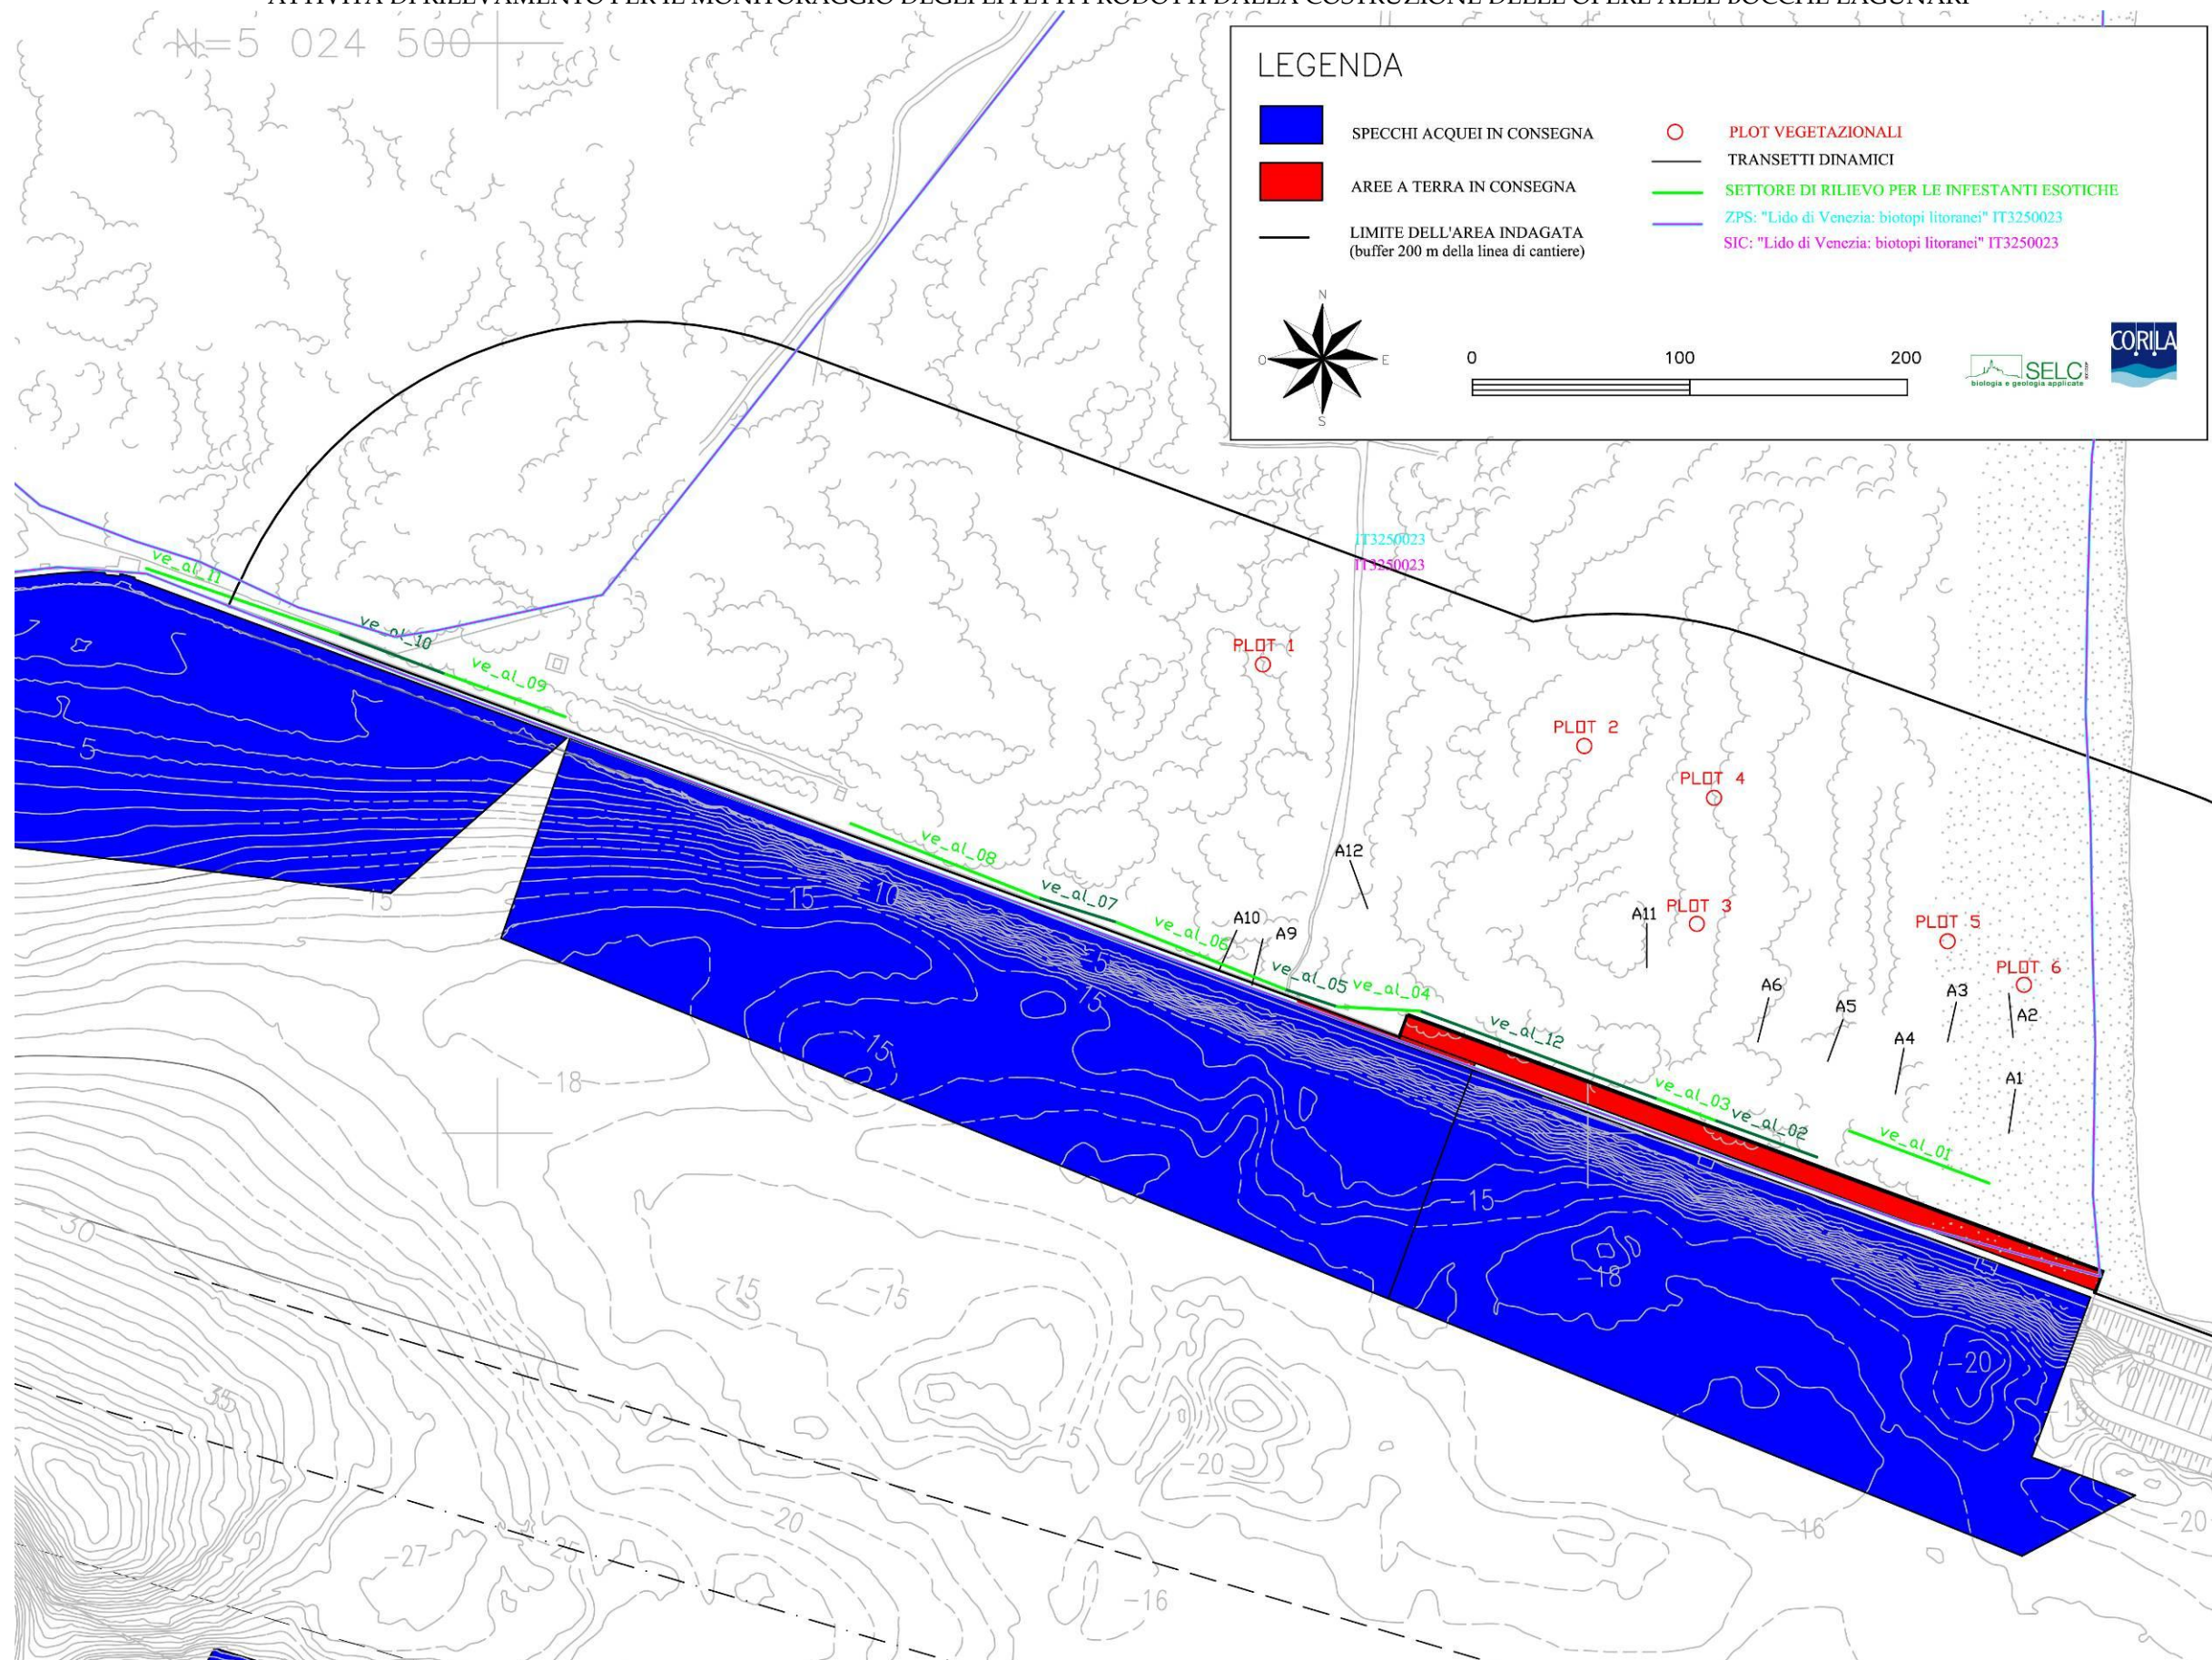 ATTIVITÀ DI RILEVAMENTO PER IL MONITORAGGIO DEGLI EFFETTI PRODOTTI DALLA COSTRUZIONE DELLE OPERE ALLE BOCCHE LAGUNARI
N=5 024 500
LEGENDA
SPECCHI ACQUEI IN CONSEGNA
AREE A TERRA IN CONSEGNA
LIMITE DELL'AREA INDAGATA
(buffer 200 m della linea di cantiere)
PLOT VEGETAZIONALI
TRANSETTI DINAMICI
SETTORE DI RILIEVO PER LE INFESTANTI ESOTICHE
ZPS: "Lido di Venezia: biotopi litoranei" IT3250023
SIC: "Lido di Venezia: biotopi litoranei" IT3250023
N
O
E
S
0 100 200
SELC
biologia e geologia applicate
CORILA
IT3250023
IT3250023
ve_al_11
ve_al_10
ve_al_09
PLOT 1
PLOT 2
PLOT 4
-5
ve_al_08
A12
ve_al_07
-15
-15
-10
ve_al_06
A10
A9
A11
PLOT 3
PLOT 5
PLOT 6
-5
ve_al_05
ve_al_04
A6
A5
A3
A2
A4
-15
-15
ve_al_12
-18
ve_al_03
ve_al_02
A1
ve_al_01
-15
-30
-18
-15
-15
-20
-10
-35
-15
-15
-20
-20
-16
-20
-27
-25
-16